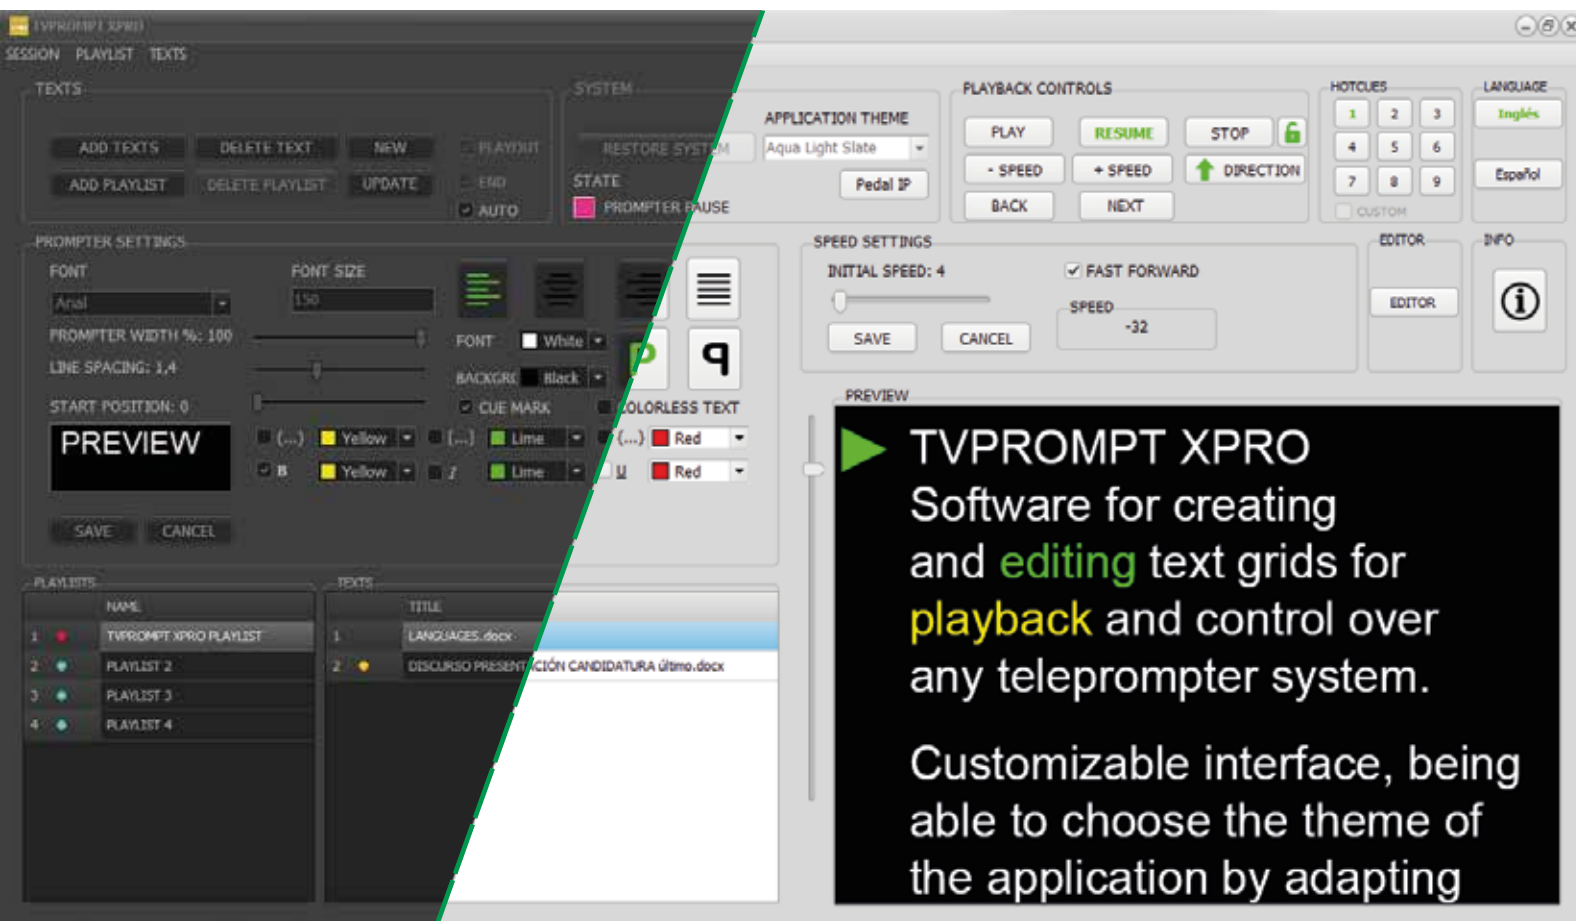 TVPROMPT XPRO
SESSION PLAYLIST TEXTS
TEXTS
ADD TEXTS DELETE TEXT NEW PLAYOUT
ADD PLAYLIST DELETE PLAYLIST UPDATE END
AUTO
SYSTEM
RESTORE SYSTEM
STATE
PROMPTER PAUSE
APPLICATION THEME
Aqua Light Slate
Pedal IP
PLAYBACK CONTROLS
PLAY RESUME STOP
- SPEED + SPEED DIRECTION
BACK NEXT
HOTCUES
1 2 3
4 5 6
7 8 9
CUSTOM
LANGUAGE
Inglés
Español
PROMPTER SETTINGS
FONT FONT SIZE
Arial 150
PROMPTER WIDTH %: 100
LINE SPACING: 1,4
START POSITION: 0
FONT White
BACKGRC Black
P P
CUE MARK COLORLESS TEXT
PREVIEW
(...) Yellow [...] Lime {...} Red
B Yellow I Lime U Red
SAVE CANCEL
SPEED SETTINGS
INITIAL SPEED: 4 FAST FORWARD
SPEED
-32
SAVE CANCEL
EDITOR
EDITOR
INFO
i
PLAYLISTS
NAME
1 TVPROMPT XPRO PLAYLIST
2 PLAYLIST 2
3 PLAYLIST 3
4 PLAYLIST 4
TEXTS
TITLE
1 LANGUAGES.docx
2 DISCURSO PRESENTACIÓN CANDIDATURA últmo.docx
PREVIEW
TVPROMPT XPRO
Software for creating
and editing text grids for
playback and control over
any teleprompter system.
Customizable interface, being
able to choose the theme of
the application by adapting